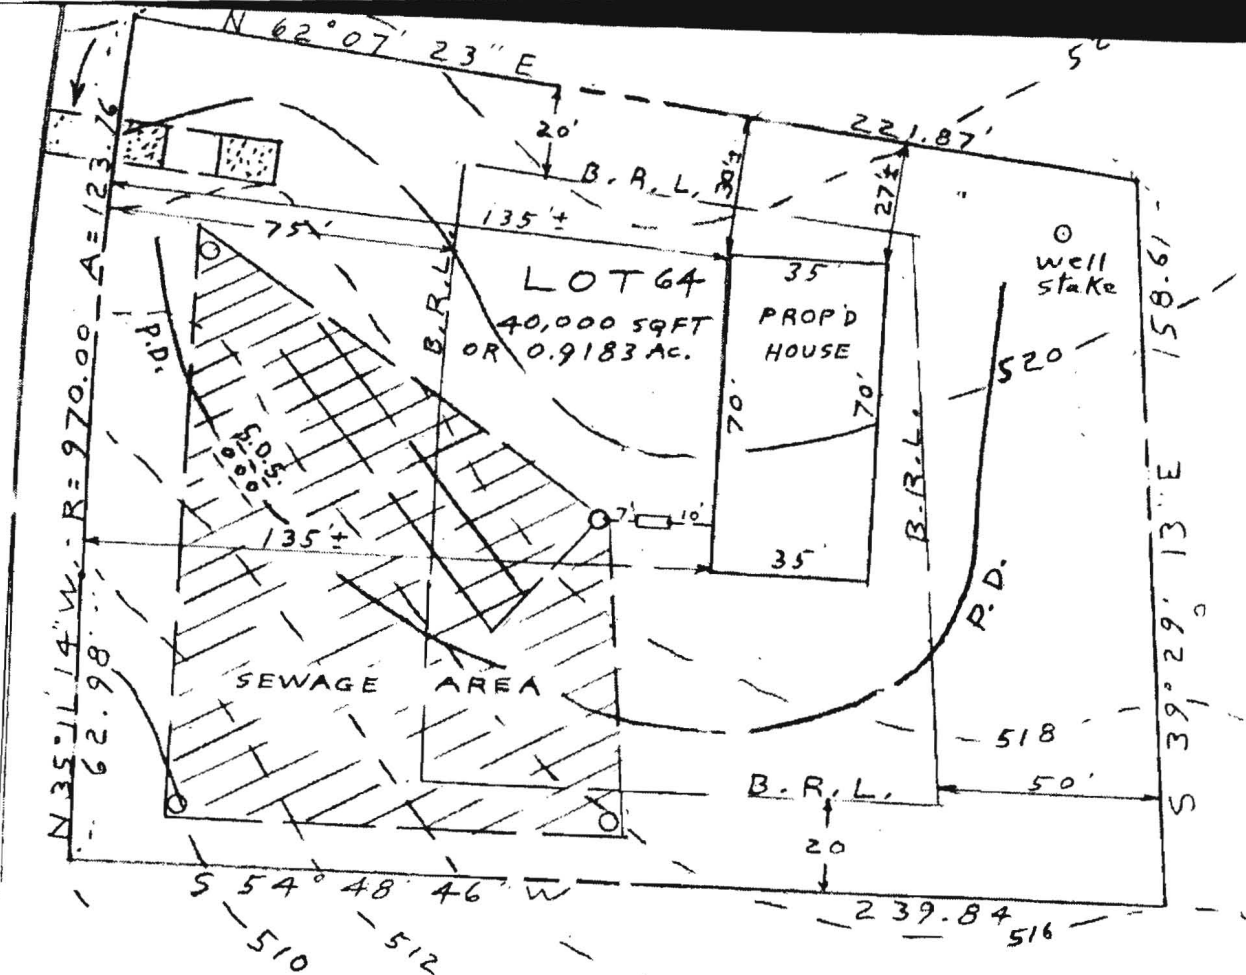 N 62°07' 23" E
221.87'
20'
B.R.L.
30'±
27'±
135'±
75'
A=123.76
R=970.00
LOT 64
40,000 SQFT
OR 0.9183 Ac.
35'
PROP'D
HOUSE
70'
70'
well
stake
158.61
520
B.R.L.
P.D.
S.D.S.
135'±
7'
10'
35
B.R.L.
P.D.
SEWAGE AREA
N 35°11'14" W
62.98
S 39°29' 13" E
518
B.R.L.
50'
20
S 54° 48' 46" W
239.84
510
512
516